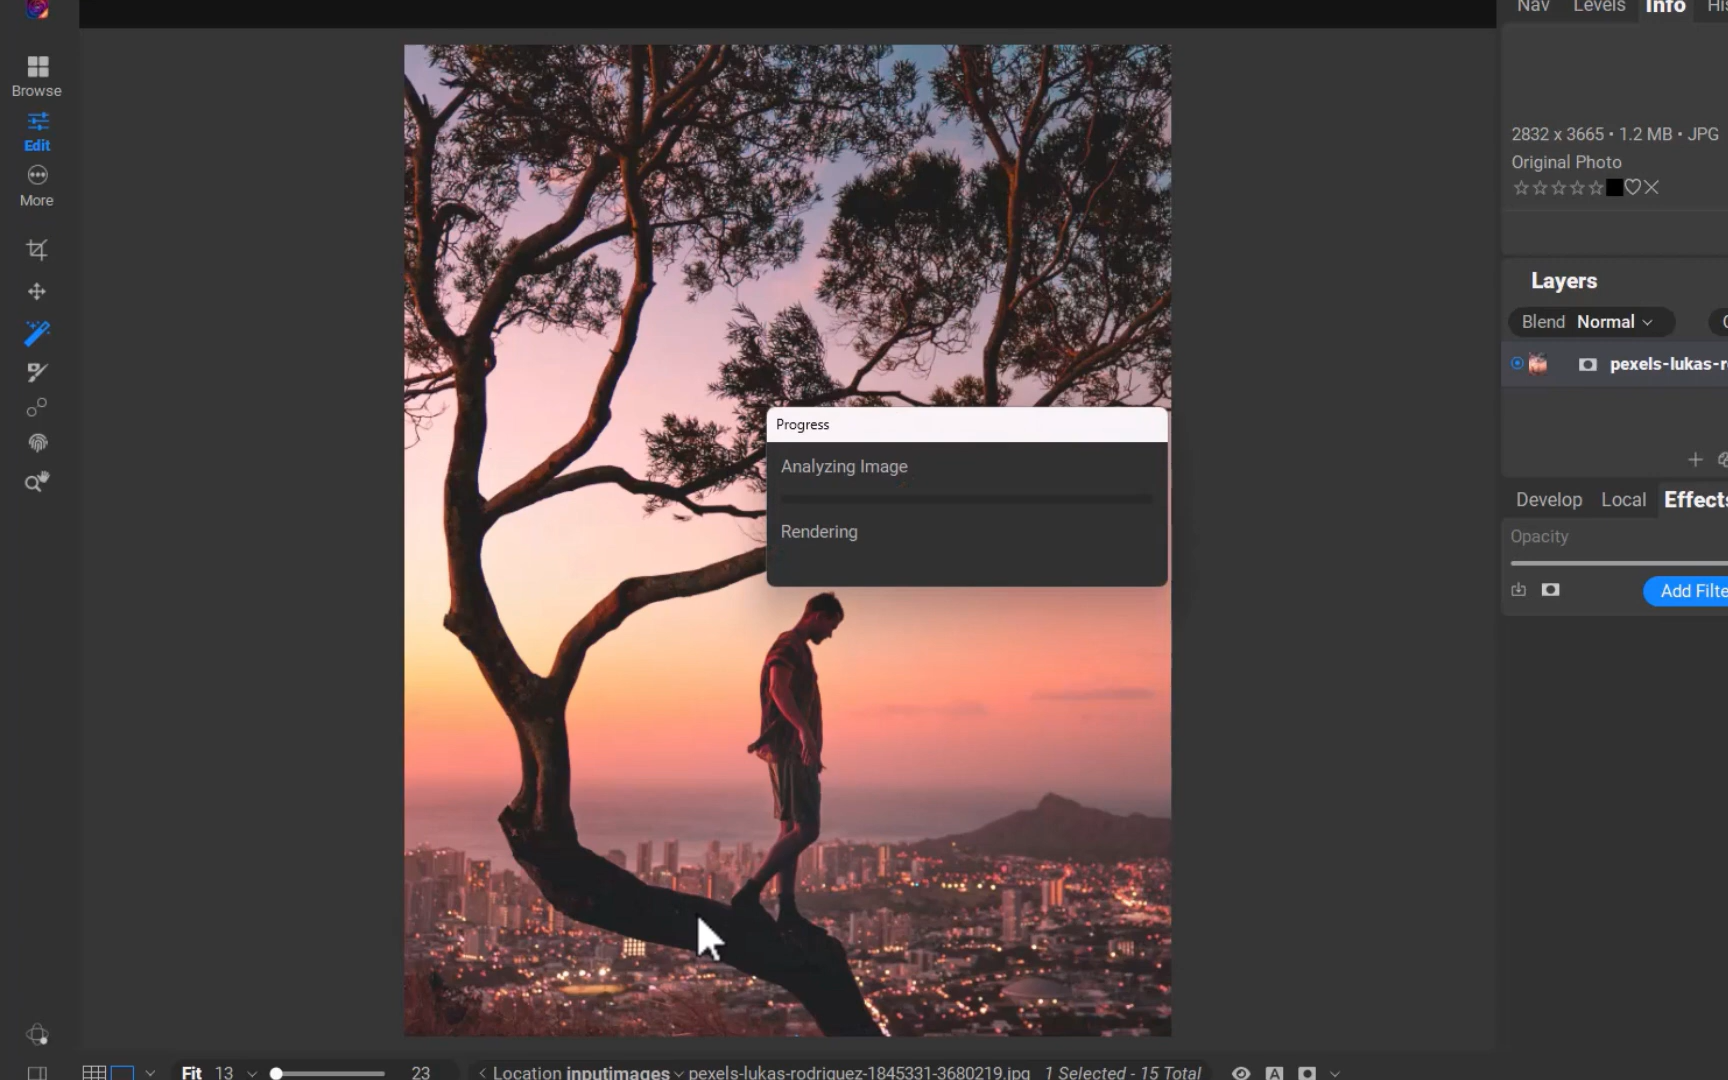 Nav Levels Info His
Browse
Edit
More
2832 x 3665 • 1.2 MB • JPG
Original Photo
Layers
Blend Normal
pexels-lukas-r
Progress
Analyzing Image
Rendering
Develop Local Effects
Opacity
Add Filte
Fit 13 23 < Location inputimages pexels-lukas-rodriguez-1845331-3680219.jpg 1 Selected - 15 Total A